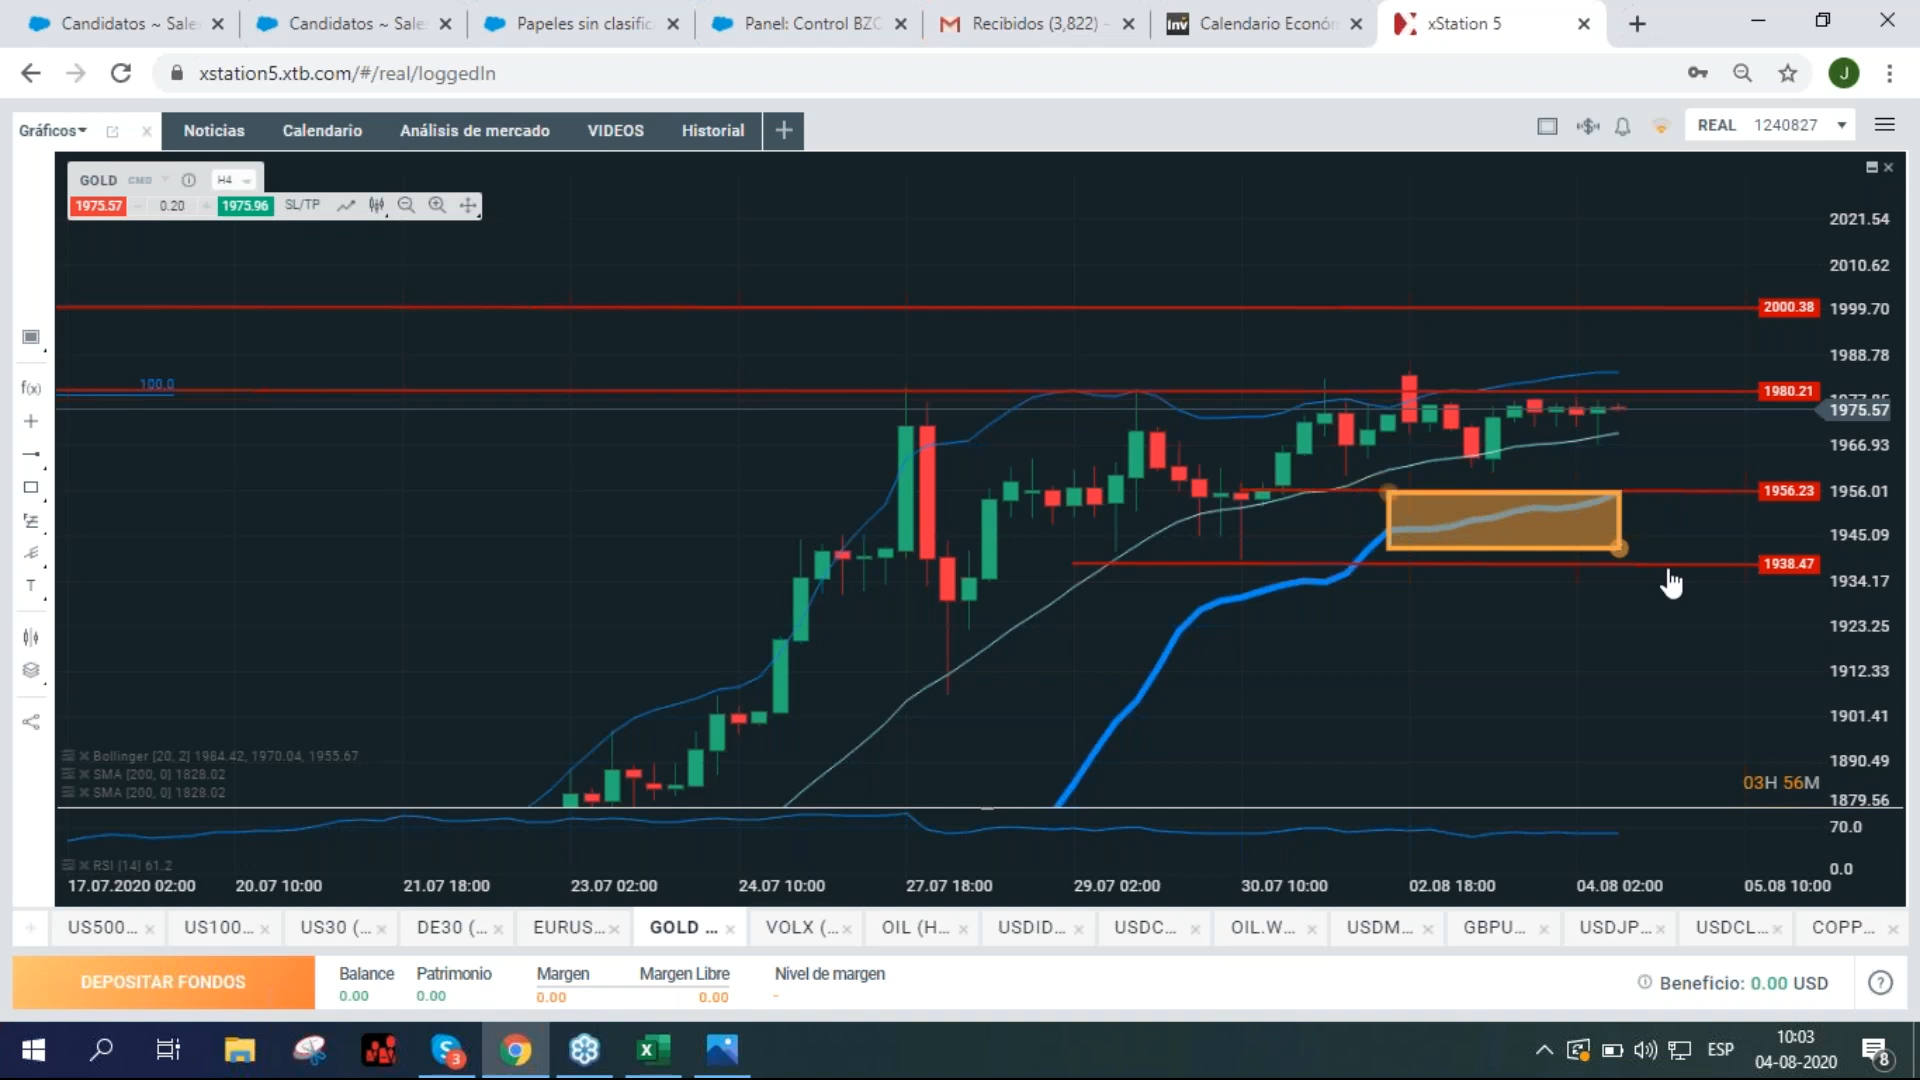 Candidatos ~ Sale
Candidatos ~ Sale
Papeles sin clasific
Panel: Control BZC
Recibidos (3,822) -
Inv
Calendario Econón
xStation 5
xstation5.xtb.com/#/real/loggedIn
J
Gráficos
Noticias
Calendario
Análisis de mercado
VIDEOS
Historial
REAL 1240827
GOLD CMD H4
1975.57 0.20 1975.96 SL/TP
2021.54
2010.62
2000.38 1999.70
1988.78
100.0
1980.21
1975.57
1966.93
1956.23 1956.01
1945.09
1938.47
1934.17
1923.25
1912.33
1901.41
1890.49
1879.56
f(x)
T
Bollinger [20, 2] 1984.42, 1970.04, 1955.67
SMA [200, 0] 1828.02
SMA [200, 0] 1828.02
03H 56M
70.0
RSI [14] 61.2
0.0
17.07.2020 02:00 20.07 10:00 21.07 18:00 23.07 02:00 24.07 10:00 27.07 18:00 29.07 02:00 30.07 10:00 02.08 18:00 04.08 02:00 05.08 10:00
US500... US100... US30 (... DE30 (... EURUS... GOLD ... VOLX (... OIL (H... USDID... USDC... OIL.W... USDM... GBPU... USDJP... USDCL... COPP...
DEPOSITAR FONDOS
Balance Patrimonio Margen Margen Libre Nivel de margen
0.00 0.00 0.00 0.00 -
Beneficio: 0.00 USD
3
ESP
10:03
04-08-2020
8